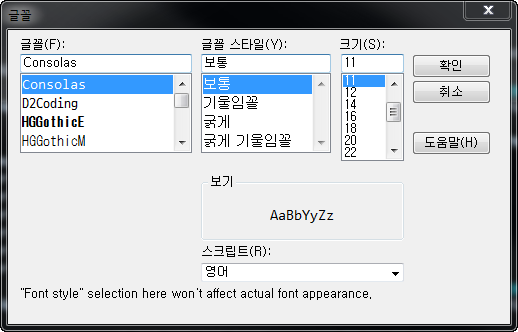 글꼴
글꼴(F):
Consolas
Consolas
D2Coding
HGGothicE
HGGothicM
글꼴 스타일(Y):
보통
보통
기울임꼴
굵게
굵게 기울임꼴
크기(S):
11
11
12
14
16
18
20
22
확인
취소
도움말(H)
보기
AaBbYyZz
스크립트(R):
영어
"Font style" selection here won't affect actual font appearance.